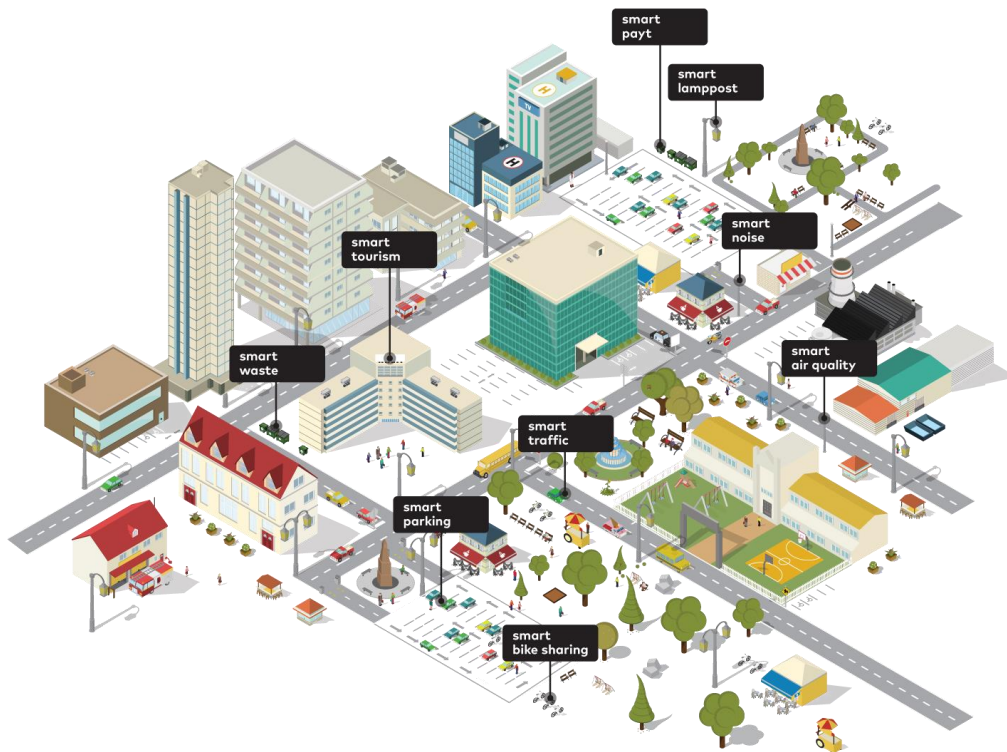 smart
payt
smart
lamppost
TV
H
H
smart
noise
smart
tourism
smart
waste
smart
air quality
smart
traffic
smart
parking
smart
bike sharing